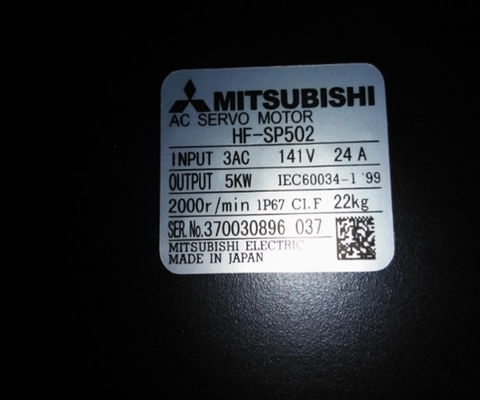 MITSUBISHI
AC SERVO MOTOR
HF-SP502
INPUT 3AC 141V 24 A
OUTPUT 5KW IEC60034-1 '99
2000r/min IP67 CI.F 22kg
SER.No.370030896 037
MITSUBISHI ELECTRIC
MADE IN JAPAN